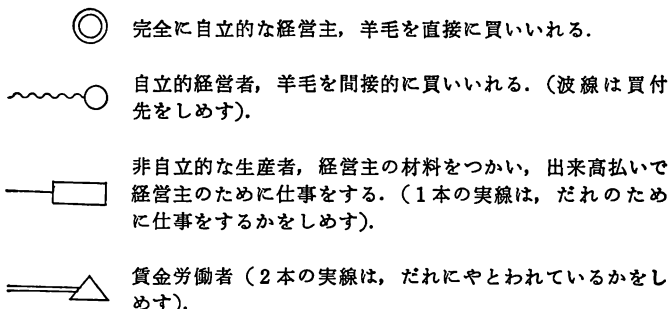 完全に自立的な経営主，羊毛を直接に買いいれる．
自立的経営者，羊毛を間接的に買いいれる．（波線は買付
先をしめす）．
非自立的な生産者，経営主の材料をつかい，出来高払いで
経営主のために仕事をする．（１本の実線は，だれのため
に仕事をするかをしめす）．
賃金労働者（２本の実線は，だれにやとわれているかをし
めす）．